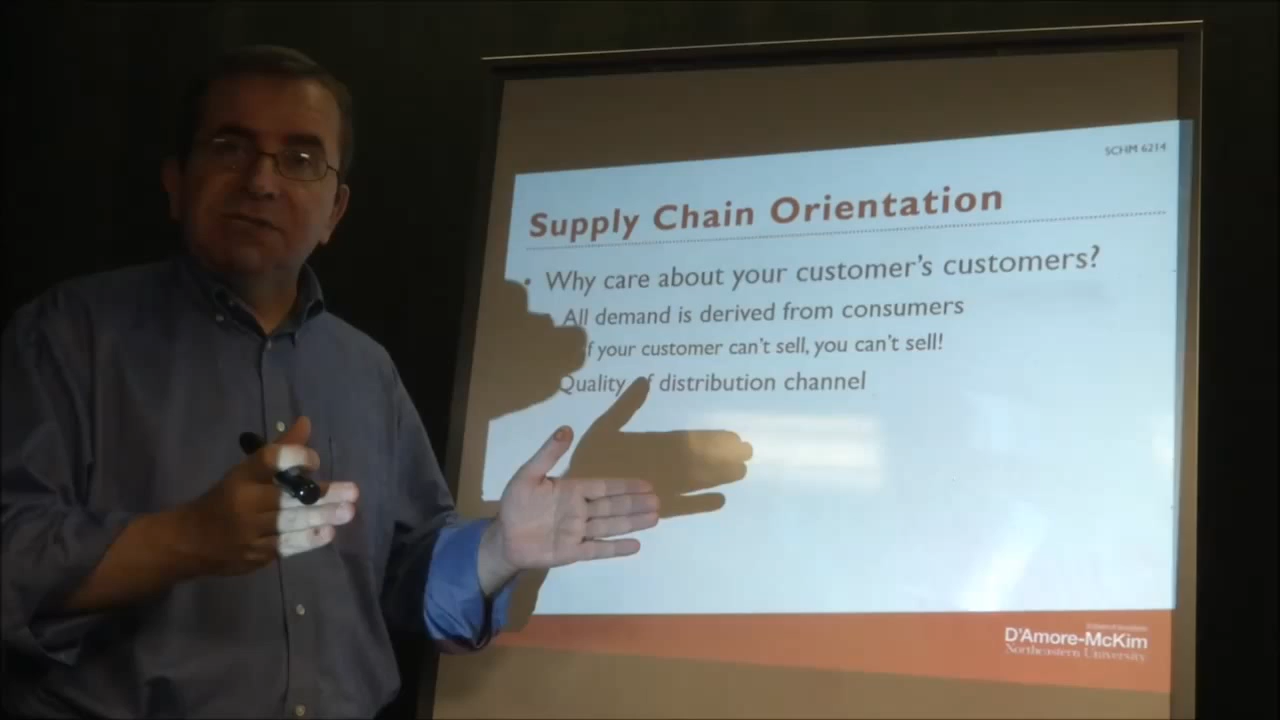 SCHM 6214
Supply Chain Orientation
• Why care about your customer's customers?
All demand is derived from consumers
f your customer can't sell, you can't sell!
Quality of distribution channel
D'Amore-McKim
Northeastern University